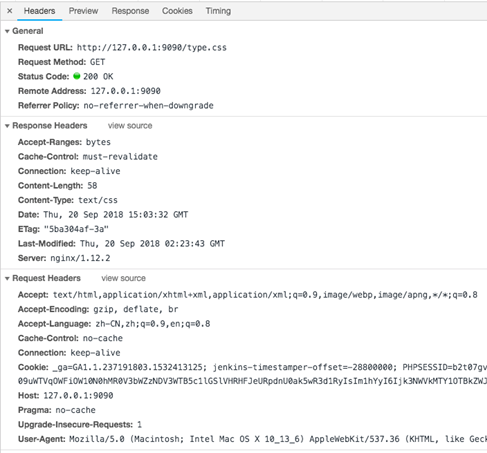 × Headers Preview Response Cookies Timing
▼ General
Request URL: http://127.0.0.1:9090/type.css
Request Method: GET
Status Code: 200 OK
Remote Address: 127.0.0.1:9090
Referrer Policy: no-referrer-when-downgrade
▼ Response Headers view source
Accept-Ranges: bytes
Cache-Control: must-revalidate
Connection: keep-alive
Content-Length: 58
Content-Type: text/css
Date: Thu, 20 Sep 2018 15:03:32 GMT
ETag: "5ba304af-3a"
Last-Modified: Thu, 20 Sep 2018 02:23:43 GMT
Server: nginx/1.12.2
▼ Request Headers view source
Accept: text/html,application/xhtml+xml,application/xml;q=0.9,image/webp,image/apng,*/*;q=0.8
Accept-Encoding: gzip, deflate, br
Accept-Language: zh-CN,zh;q=0.9,en;q=0.8
Cache-Control: no-cache
Connection: keep-alive
Cookie: _ga=GA1.1.237191803.1532413125; jenkins-timestamper-offset=-28800000; PHPSESSID=b2t07gv
Host: 127.0.0.1:9090
Pragma: no-cache
Upgrade-Insecure-Requests: 1
User-Agent: Mozilla/5.0 (Macintosh; Intel Mac OS X 10_13_6) AppleWebKit/537.36 (KHTML, like Geck